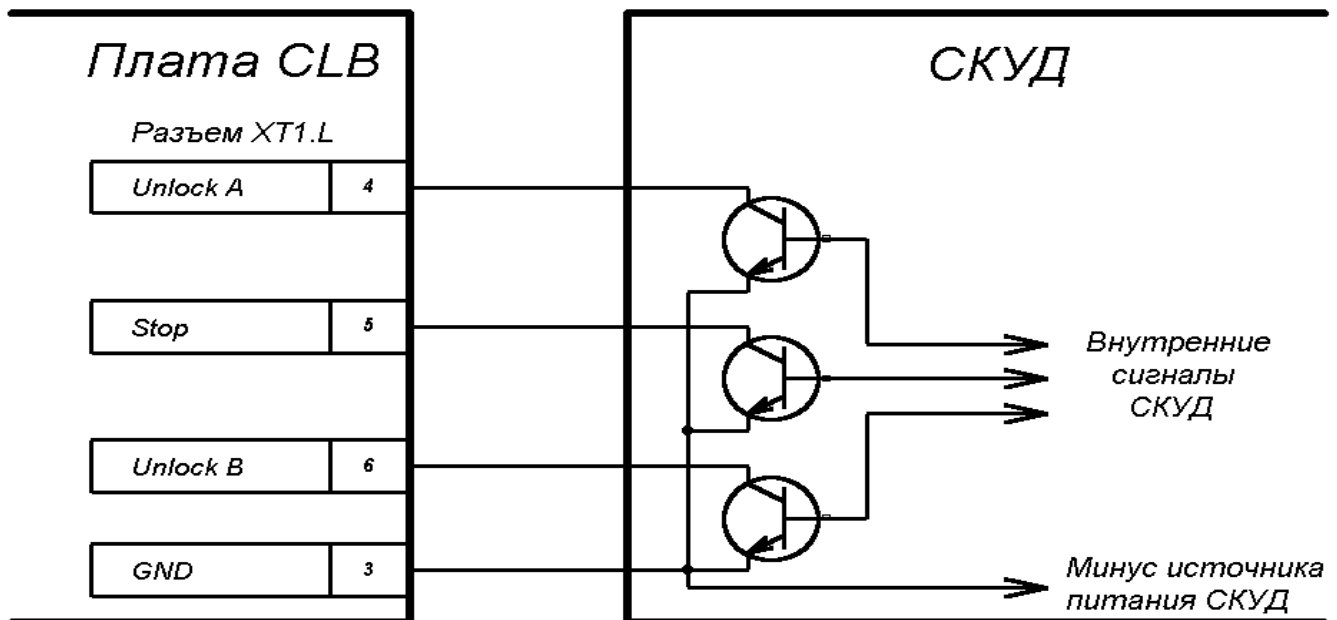 Плата CLB
СКУД
Разъем XT1.L
Unlock A 4
Stop 5
Unlock B 6
GND 3
Внутренние
сигналы
СКУД
Минус источника
питания СКУД